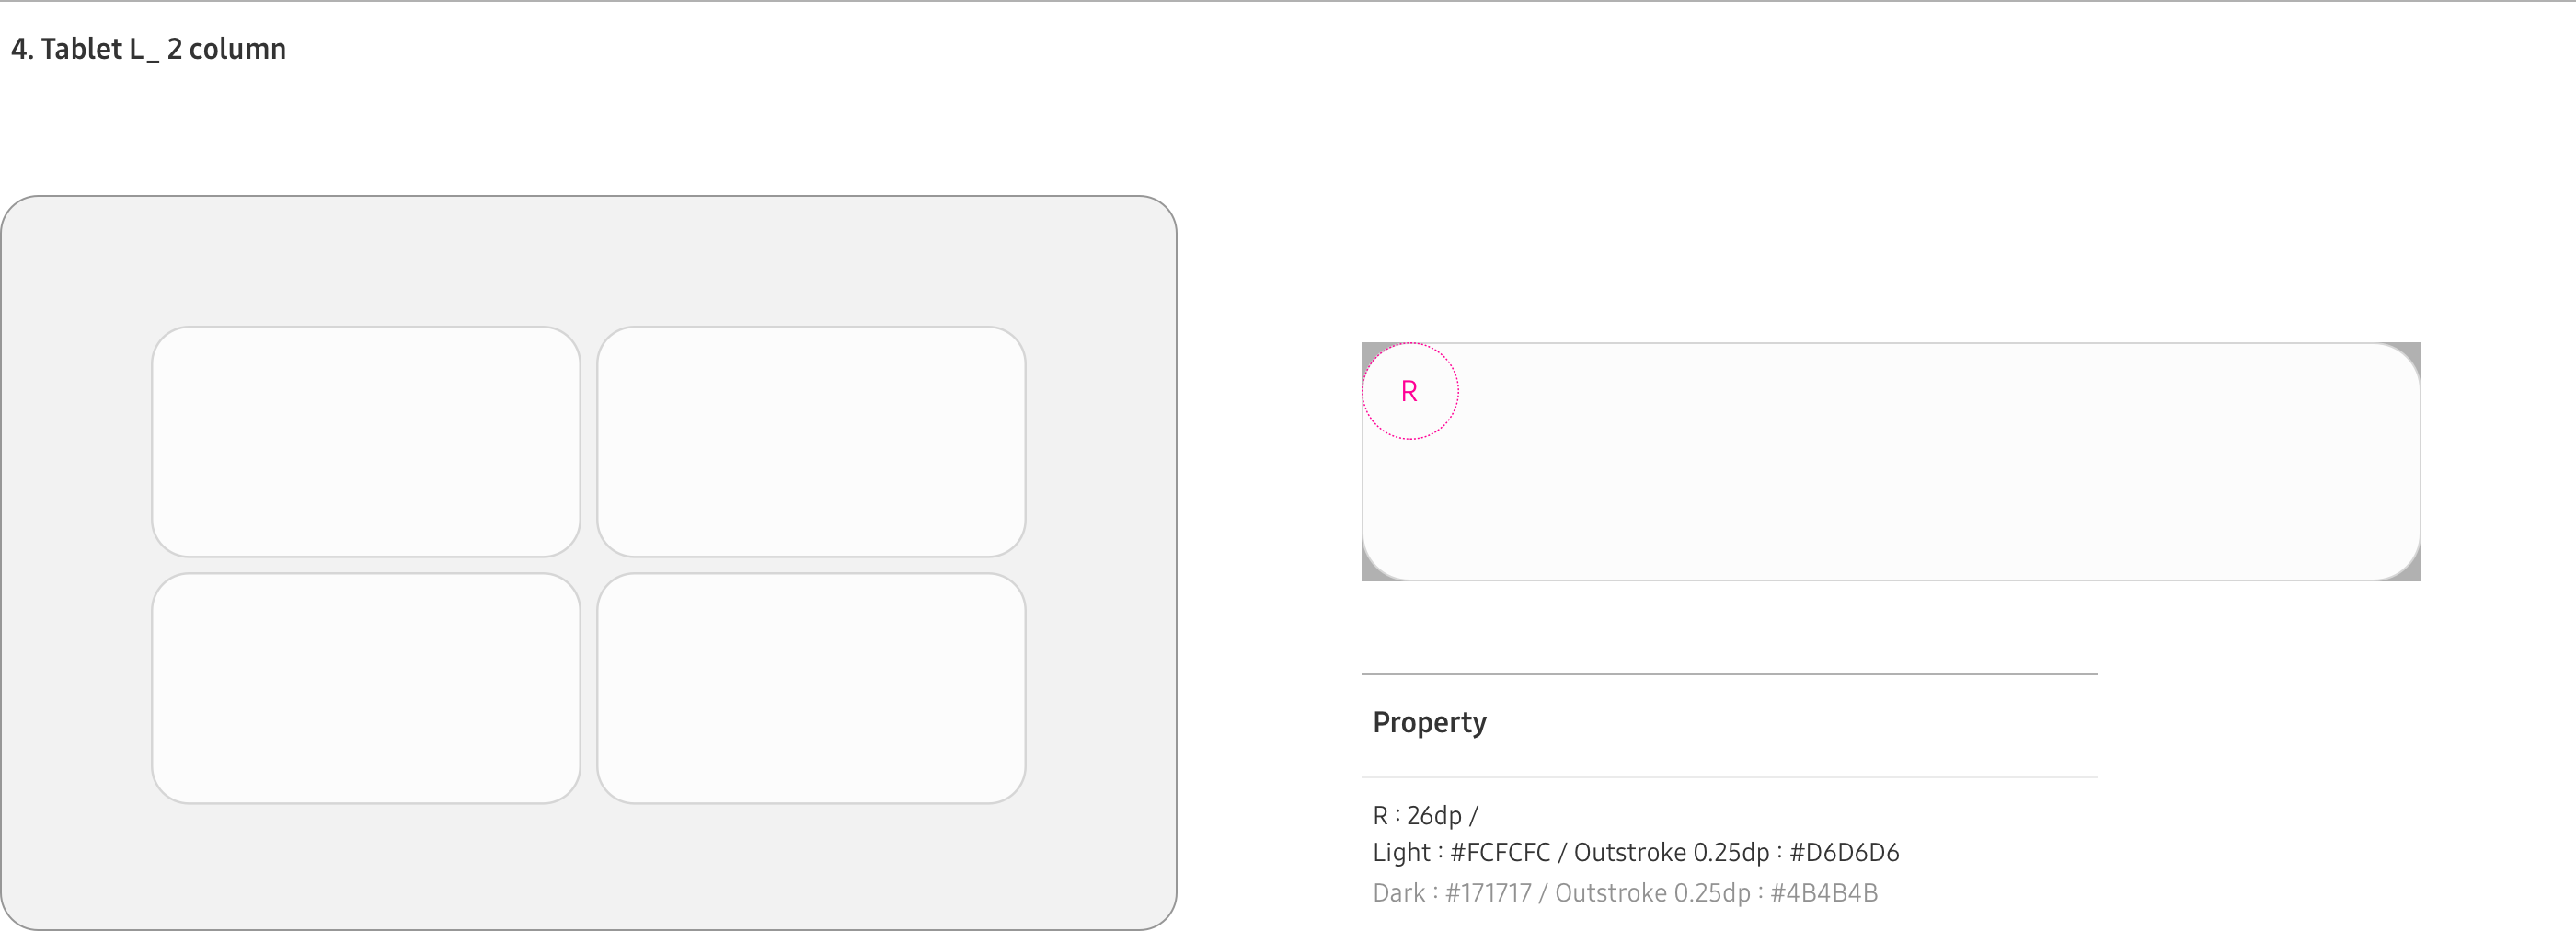 4. Tablet L_ 2 column
R
Property
R : 26dp /
Light : #FCFCFC / Outstroke 0.25dp : #D6D6D6
Dark : #171717 / Outstroke 0.25dp : #4B4B4B